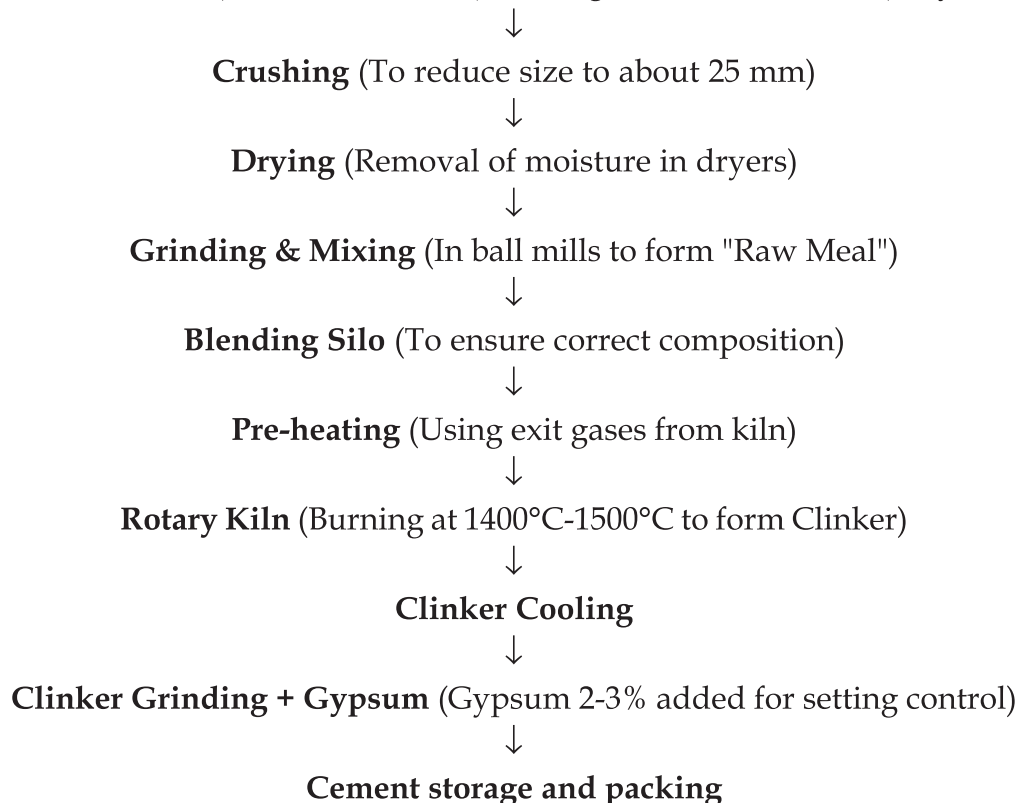 ↓
Crushing (To reduce size to about 25 mm)
↓
Drying (Removal of moisture in dryers)
↓
Grinding & Mixing (In ball mills to form "Raw Meal")
↓
Blending Silo (To ensure correct composition)
↓
Pre-heating (Using exit gases from kiln)
↓
Rotary Kiln (Burning at 1400°C-1500°C to form Clinker)
↓
Clinker Cooling
↓
Clinker Grinding + Gypsum (Gypsum 2-3% added for setting control)
↓
Cement storage and packing